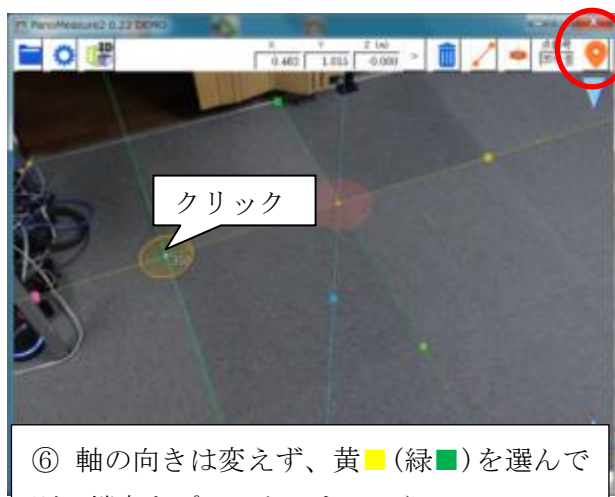 PanoMeasure2 0.22 DEMO
X Y Z (m)
3D 0.462 1.015 -0.000 >
クリック
⑥ 軸の向きは変えず、黄■(緑■)を選んで